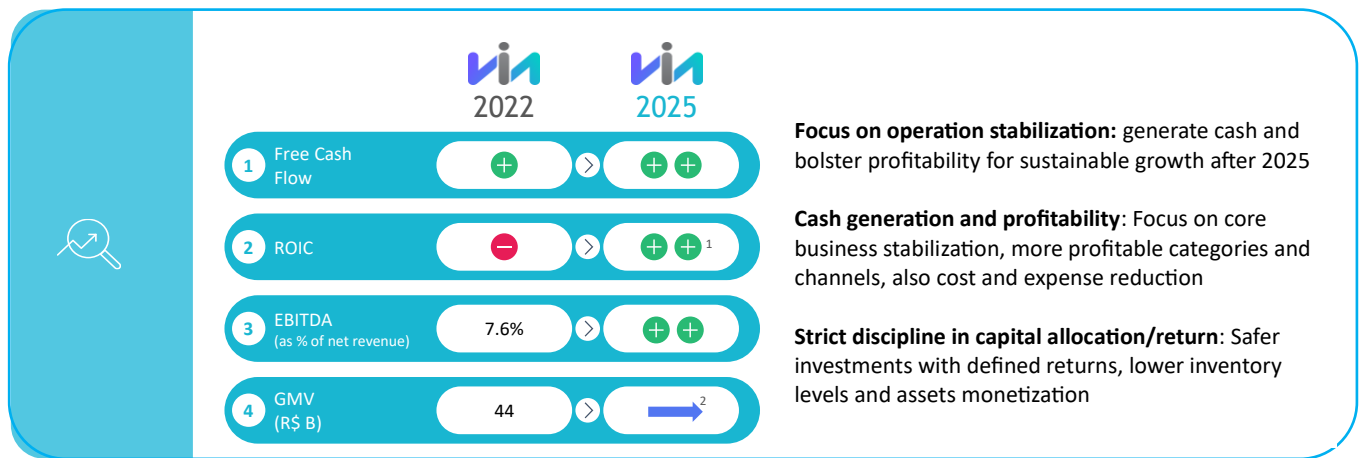 via via
2022 2025
1 Free Cash Flow
2 ROIC 1
3 EBITDA (as % of net revenue) 7.6%
4 GMV (R$ B) 44 2
Focus on operation stabilization: generate cash and
bolster profitability for sustainable growth after 2025
Cash generation and profitability: Focus on core
business stabilization, more profitable categories and
channels, also cost and expense reduction
Strict discipline in capital allocation/return: Safer
investments with defined returns, lower inventory
levels and assets monetization